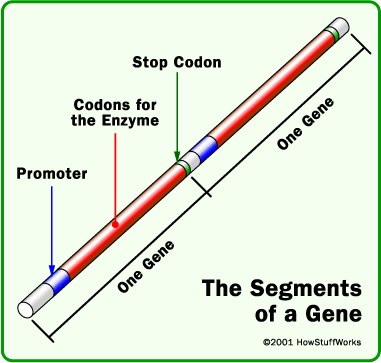 Stop Codon
Codons for
the Enzyme
Promoter
One Gene
One Gene
The Segments
of a Gene
©2001 HowStuffWorks